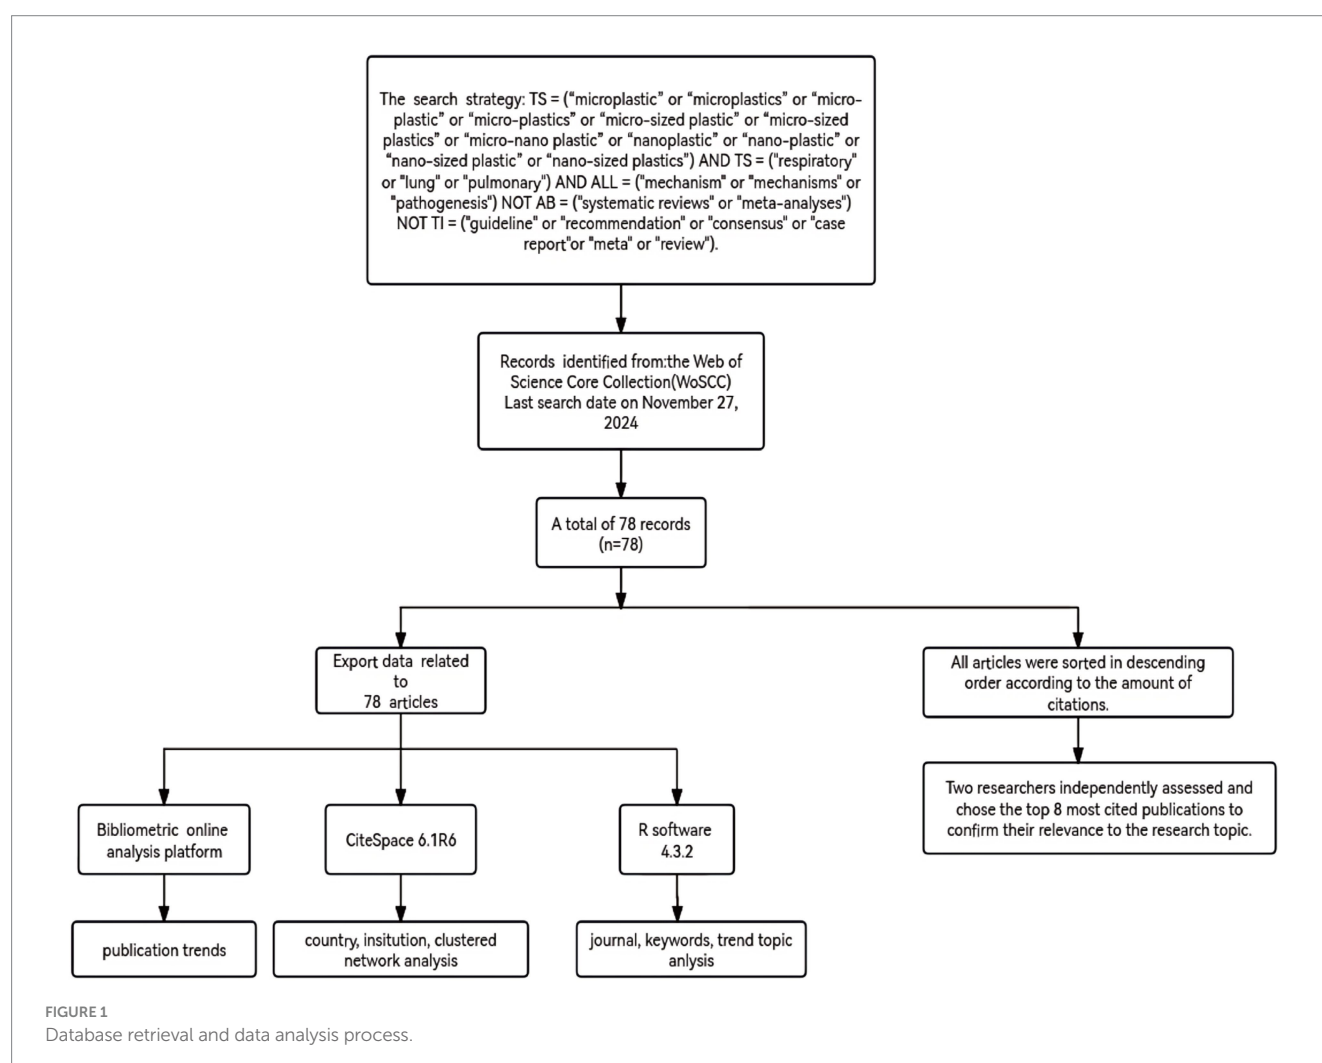 The search strategy: TS = (“microplastic” or “microplastics” or “micro-
plastic” or “micro-plastics” or “micro-sized plastic” or “micro-sized
plastics” or “micro-nano plastic” or “nanoplastic” or “nano-plastic” or
“nano-sized plastic” or “nano-sized plastics”) AND TS = ("respiratory"
or "lung" or "pulmonary") AND ALL = ("mechanism" or "mechanisms" or
"pathogenesis") NOT AB = ("systematic reviews" or "meta-analyses")
NOT TI = ("guideline" or "recommendation" or "consensus" or "case
report"or "meta" or "review").
Records identified from:the Web of
Science Core Collection(WoSCC)
Last search date on November 27,
2024
A total of 78 records
(n=78)
Export data related
to
78 articles
All articles were sorted in descending
order according to the amount of
citations.
Two researchers independently assessed and
chose the top 8 most cited publications to
confirm their relevance to the research topic.
Bibliometric online
analysis platform
CiteSpace 6.1R6
R software
4.3.2
publication trends
country, insitution, clustered
network analysis
journal, keywords, trend topic
anlysis
FIGURE 1
Database retrieval and data analysis process.